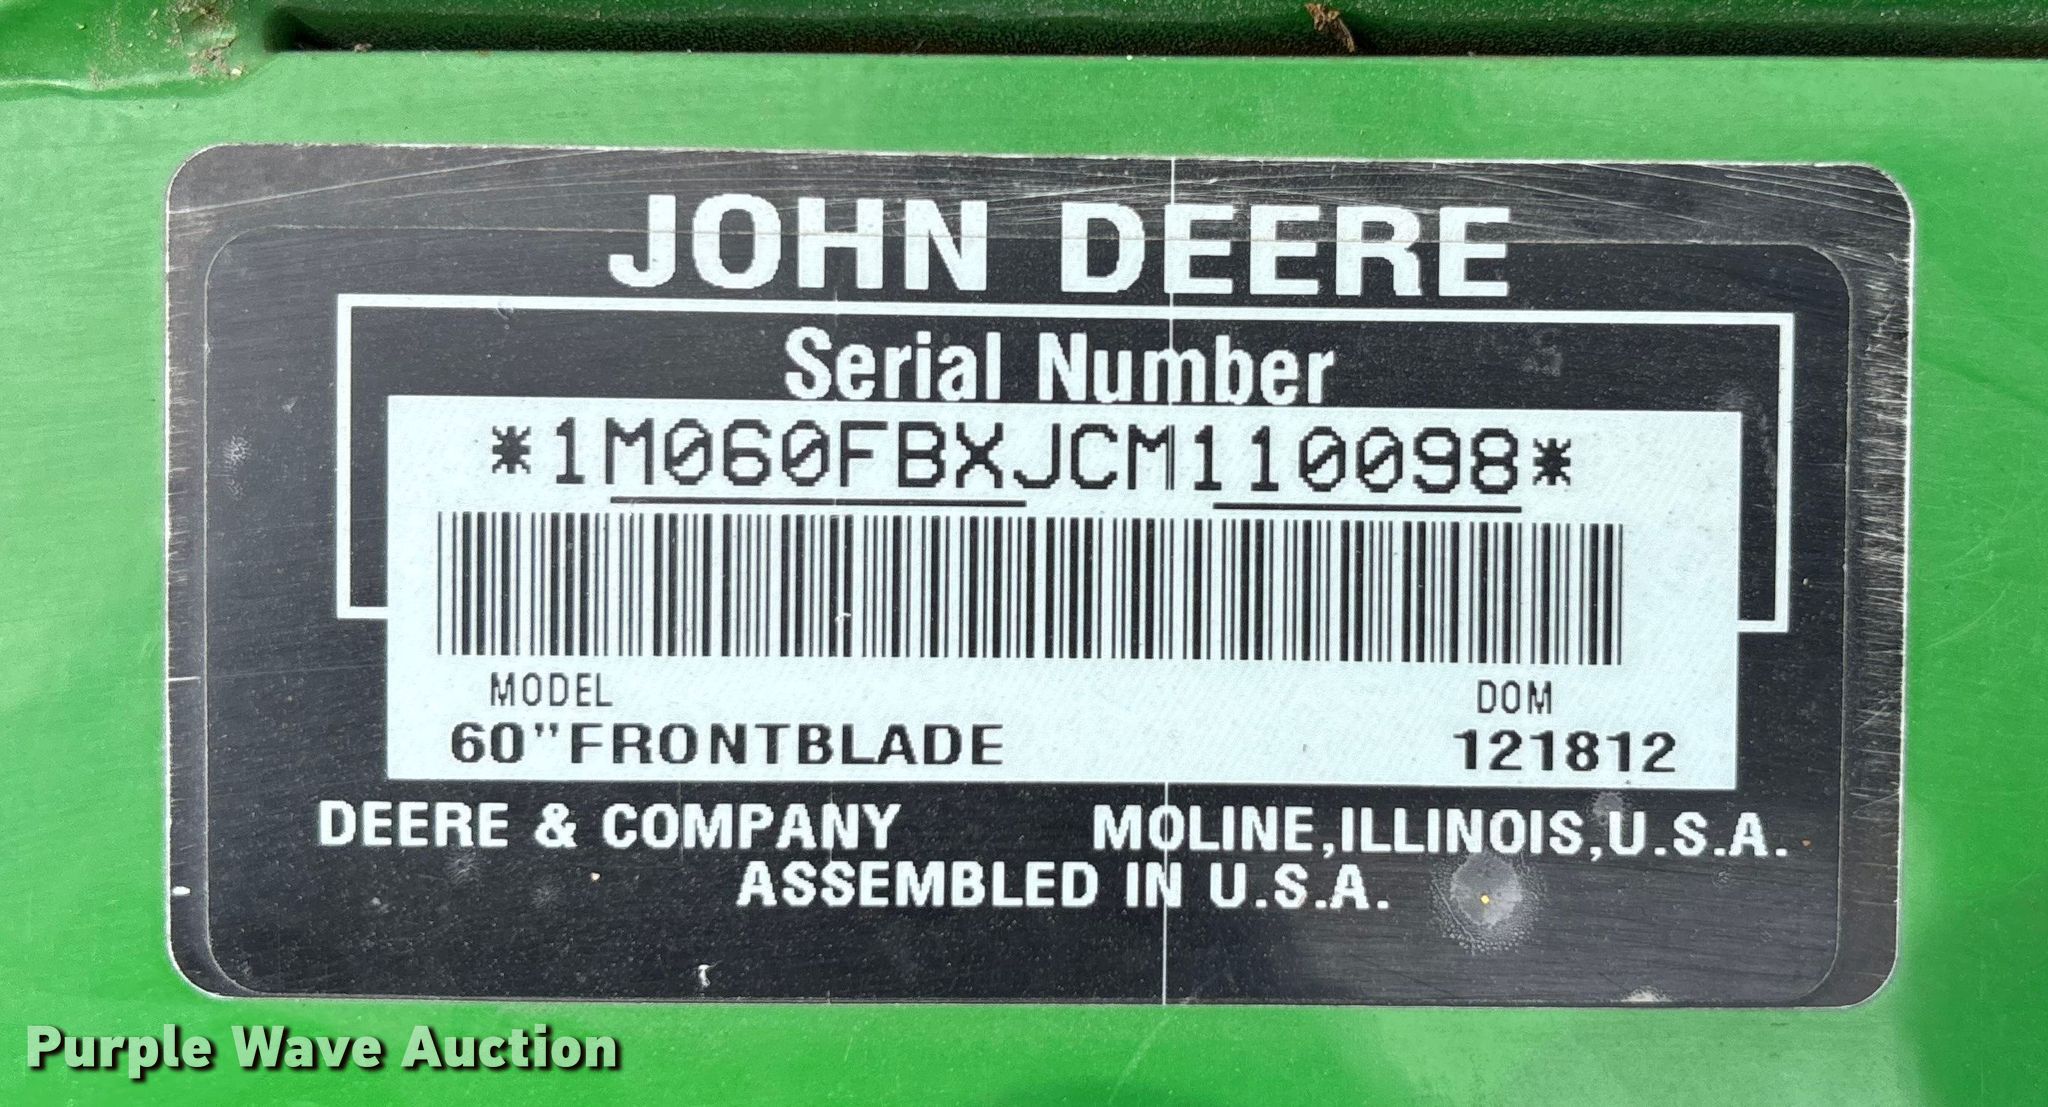 JOHN DEERE
Serial Number
*1M060FBXJCM110098*
MODEL DOM
60"FRONTBLADE 121812
DEERE & COMPANY MOLINE,ILLINOIS,U.S.A.
ASSEMBLED IN U.S.A.
Purple Wave Auction